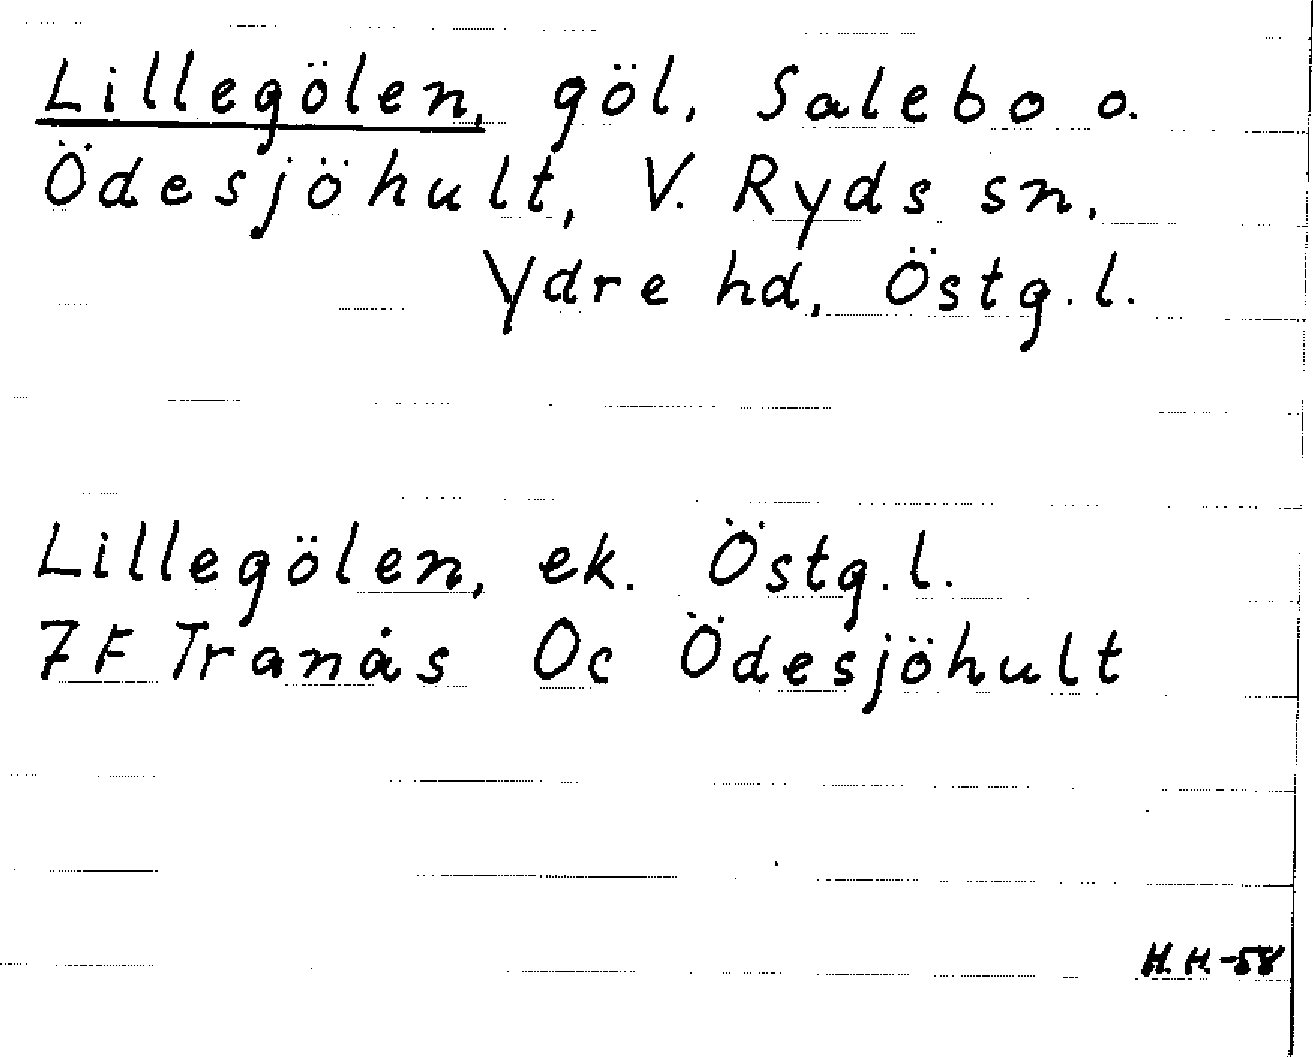 Lillegölen, göl, Salebo o.
Ödesjöhult, V. Ryds sn,
Ydre hd, Östg.l.
Lillegölen, ek. Östg.l.
7F Tranås Oc Ödesjöhult
H.H-58